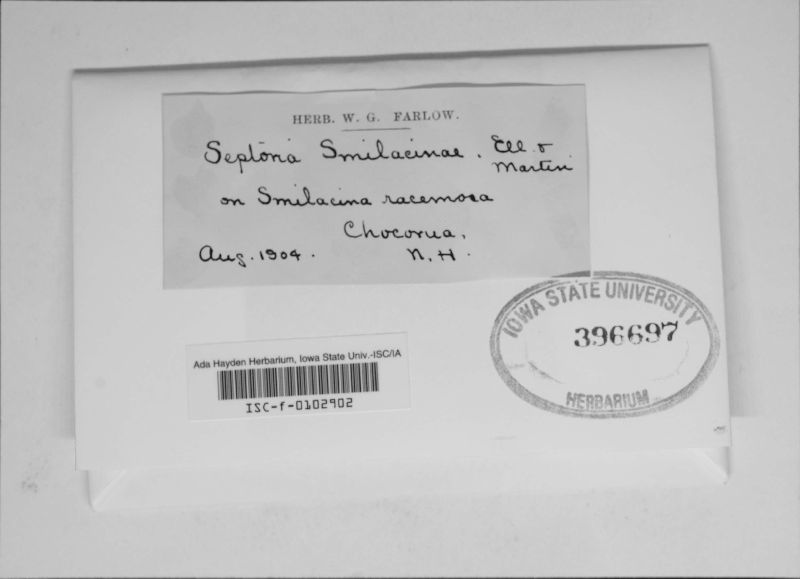 HERB. W. G. FARLOW.
Septoria Smilacinae. Ell. &
Martin
on Smilacina racemosa
Chocorua,
Aug. 1904. N. H.
IOWA STATE UNIVERSITY
396697
HERBARIUM
Ada Hayden Herbarium, Iowa State Univ.-ISC/IA
ISC-f-0102902